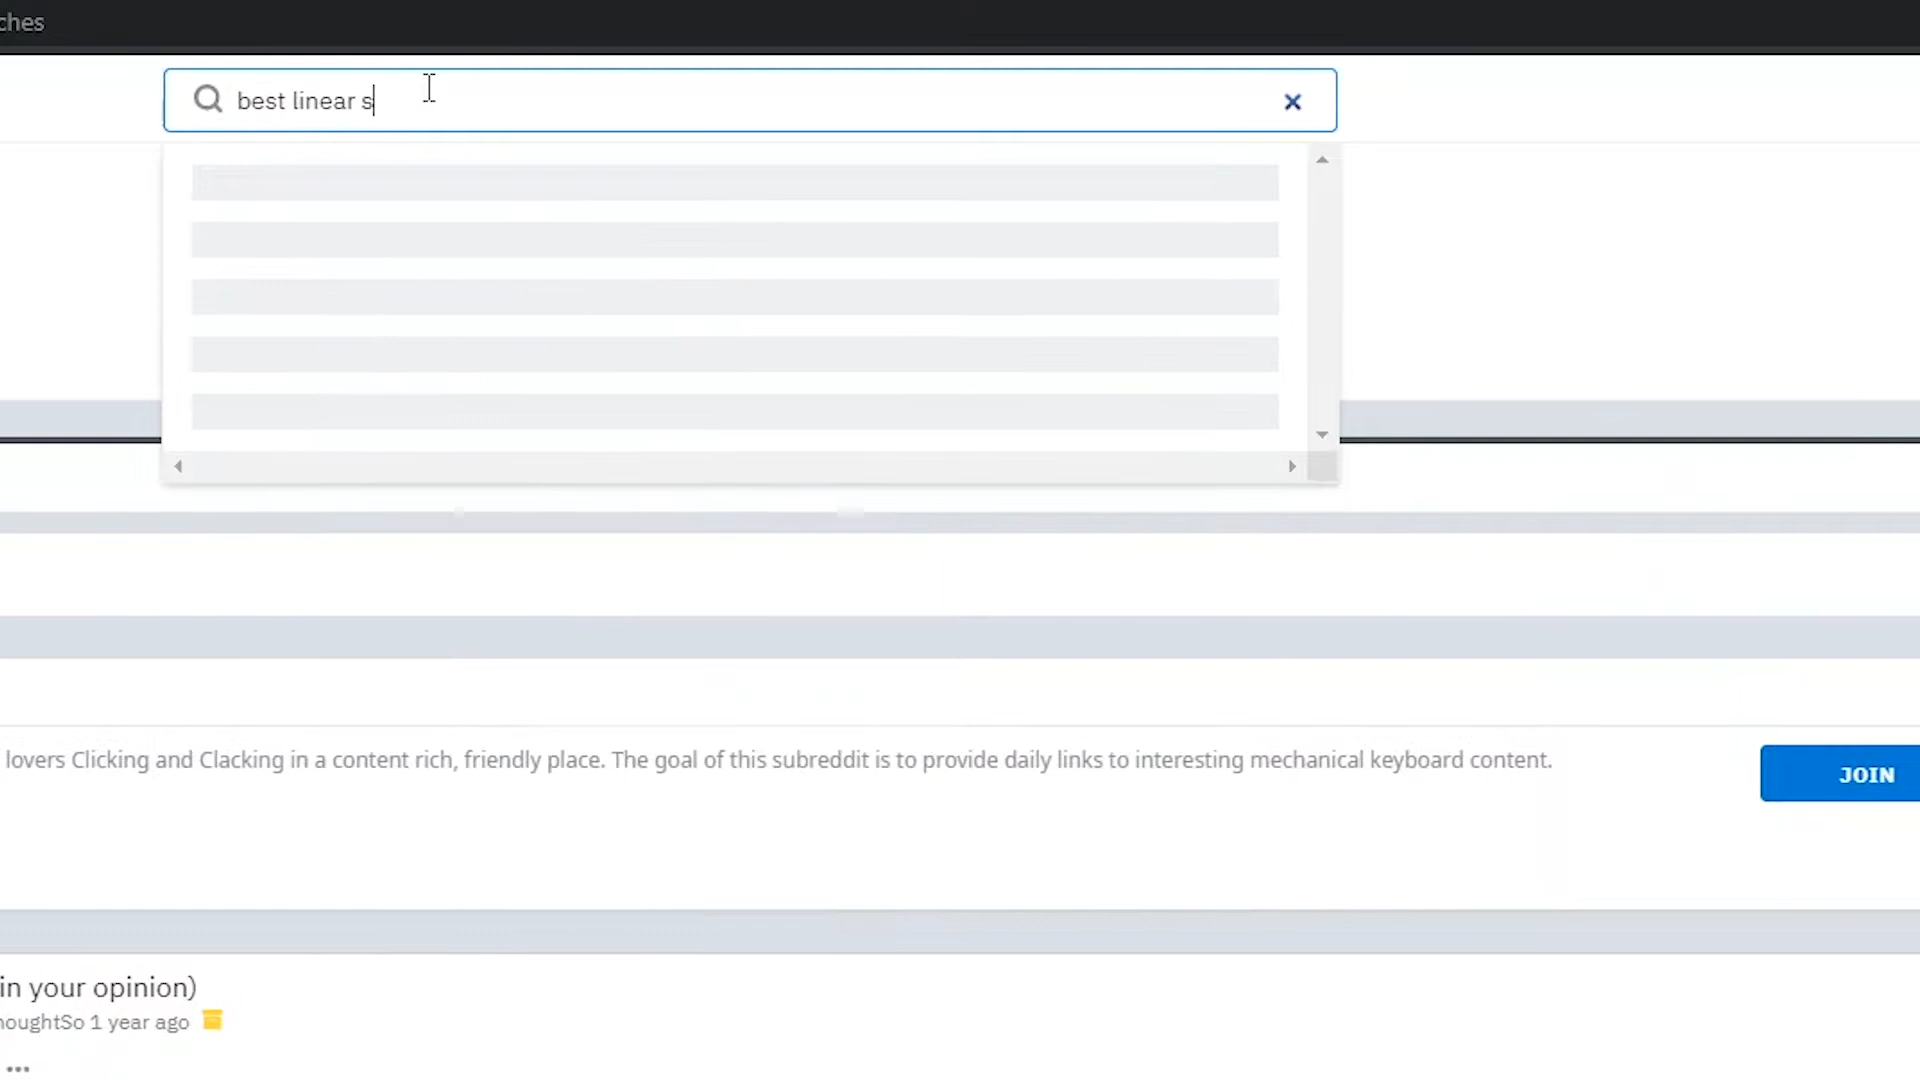 ches
best linear s
lovers Clicking and Clacking in a content rich, friendly place. The goal of this subreddit is to provide daily links to interesting mechanical keyboard content.
JOIN
in your opinion)
houghtSo 1 year ago